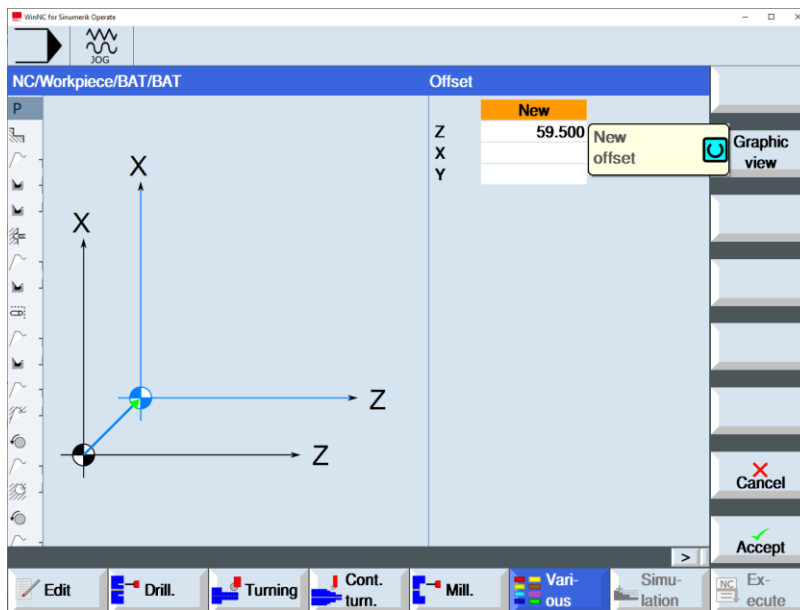 WinNC for Sinumerik Operate
JOG
NC/Workpiece/BAT/BAT
Offset
P
New
Z 59.500
X
Y
New
offset
Graphic
view
X
X
Z
Z
Cancel
Accept
>
Edit
Drill.
Turning
Cont.
turn.
Mill.
Vari-
ous
Simu-
lation
NC
Ex-
ecute